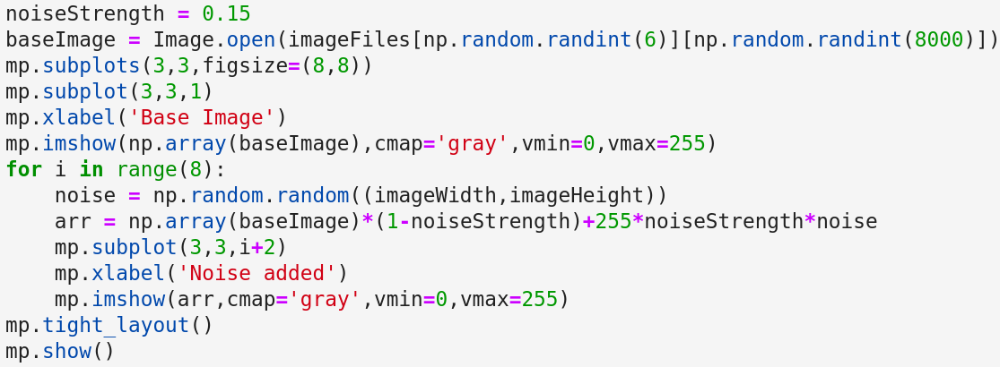 noiseStrength = 0.15
baseImage = Image.open(imageFiles[np.random.randint(6)][np.random.randint(8000)])
mp.subplots(3,3,figsize=(8,8))
mp.subplot(3,3,1)
mp.xlabel('Base Image')
mp.imshow(np.array(baseImage),cmap='gray',vmin=0,vmax=255)
for i in range(8):
    noise = np.random.random((imageWidth,imageHeight))
    arr = np.array(baseImage)*(1-noiseStrength)+255*noiseStrength*noise
    mp.subplot(3,3,i+2)
    mp.xlabel('Noise added')
    mp.imshow(arr,cmap='gray',vmin=0,vmax=255)
mp.tight_layout()
mp.show()